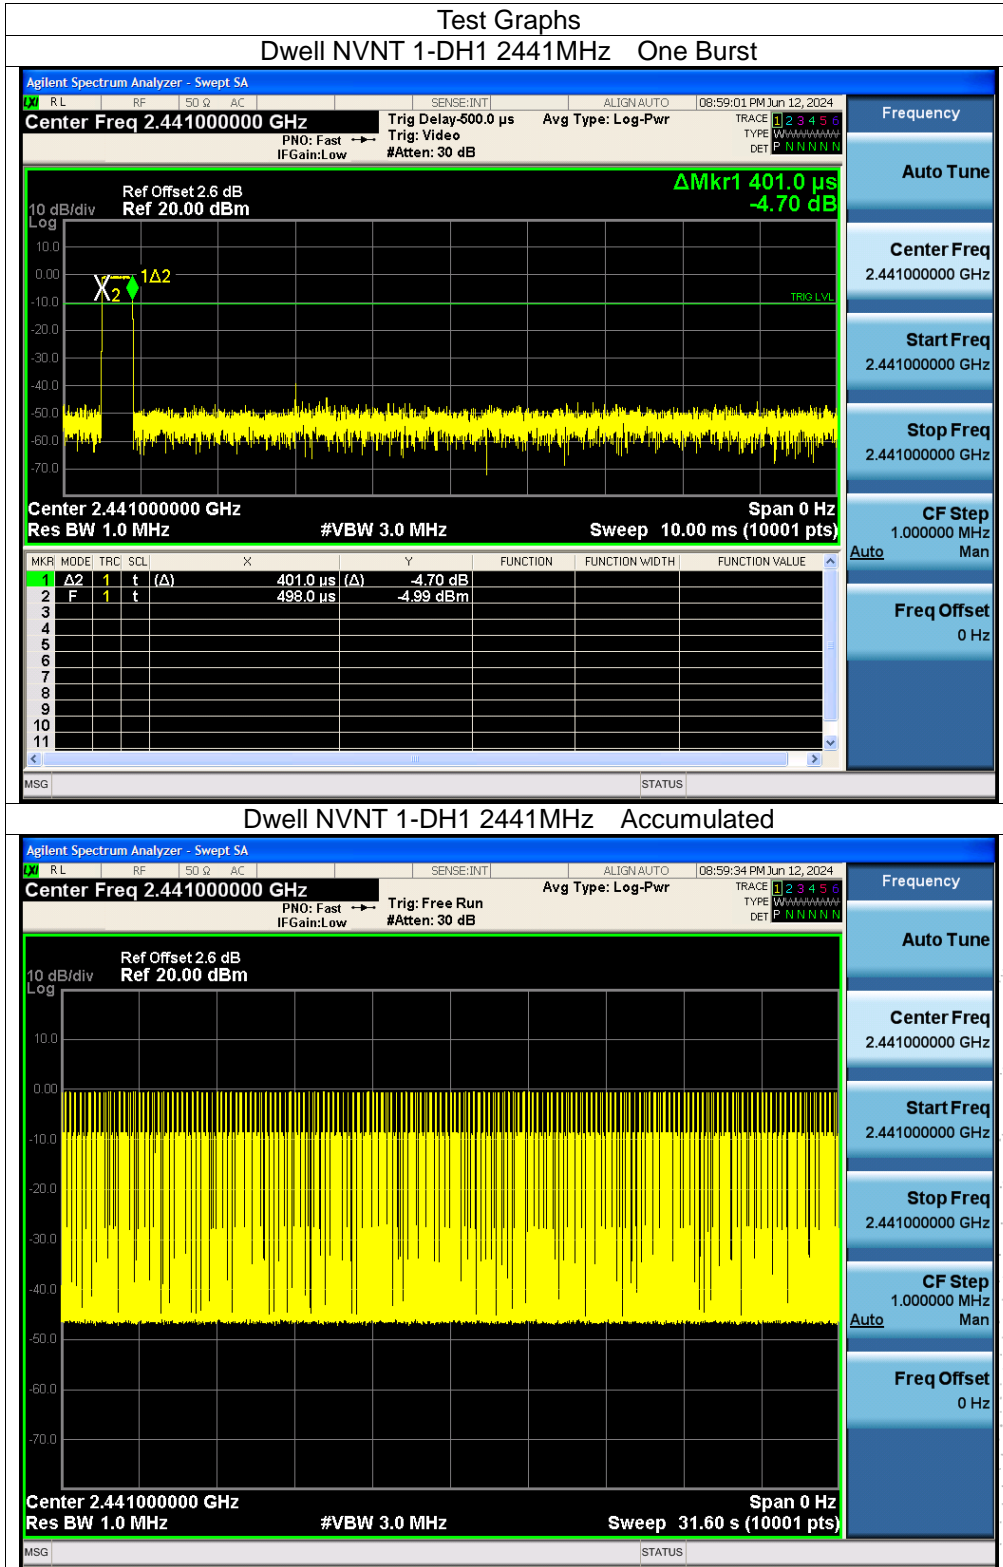 Test Graphs
Dwell NVNT 1-DH1 2441MHz One Burst
Agilent Spectrum Analyzer - Swept SA
LXI RL RF 50 Ω AC SENSE:INT ALIGN AUTO 08:59:01 PM Jun 12, 2024
Center Freq 2.441000000 GHz Trig Delay-500.0 µs Avg Type: Log-Pwr TRACE 1 2 3 4 5 6
PNO: Fast Trig: Video TYPE W
IFGain:Low #Atten: 30 dB DET P N N N N N
Frequency
Auto Tune
Ref Offset 2.6 dB ΔMkr1 401.0 µs
10 dB/div Ref 20.00 dBm -4.70 dB
Log
10.0
0.00
-10.0
-20.0
-30.0
-40.0
-50.0
-60.0
-70.0
X2 1Δ2
TRIG LVL
Center Freq
2.441000000 GHz
Start Freq
2.441000000 GHz
Stop Freq
2.441000000 GHz
CF Step
1.000000 MHz
Auto Man
Freq Offset
0 Hz
Center 2.441000000 GHz Span 0 Hz
Res BW 1.0 MHz #VBW 3.0 MHz Sweep 10.00 ms (10001 pts)
MKR MODE TRC SCL X Y FUNCTION FUNCTION WIDTH FUNCTION VALUE
1 Δ2 1 t (Δ) 401.0 µs (Δ) -4.70 dB
2 F 1 t 498.0 µs -4.99 dBm
3
4
5
6
7
8
9
10
11
MSG STATUS
Dwell NVNT 1-DH1 2441MHz Accumulated
Agilent Spectrum Analyzer - Swept SA
LXI RL RF 50 Ω AC SENSE:INT ALIGN AUTO 08:59:34 PM Jun 12, 2024
Center Freq 2.441000000 GHz Avg Type: Log-Pwr TRACE 1 2 3 4 5 6
PNO: Fast Trig: Free Run TYPE W
IFGain:Low #Atten: 30 dB DET P N N N N N
Frequency
Auto Tune
Ref Offset 2.6 dB
10 dB/div Ref 20.00 dBm
Log
10.0
0.00
-10.0
-20.0
-30.0
-40.0
-50.0
-60.0
-70.0
Center Freq
2.441000000 GHz
Start Freq
2.441000000 GHz
Stop Freq
2.441000000 GHz
CF Step
1.000000 MHz
Auto Man
Freq Offset
0 Hz
Center 2.441000000 GHz Span 0 Hz
Res BW 1.0 MHz #VBW 3.0 MHz Sweep 31.60 s (10001 pts)
MSG STATUS